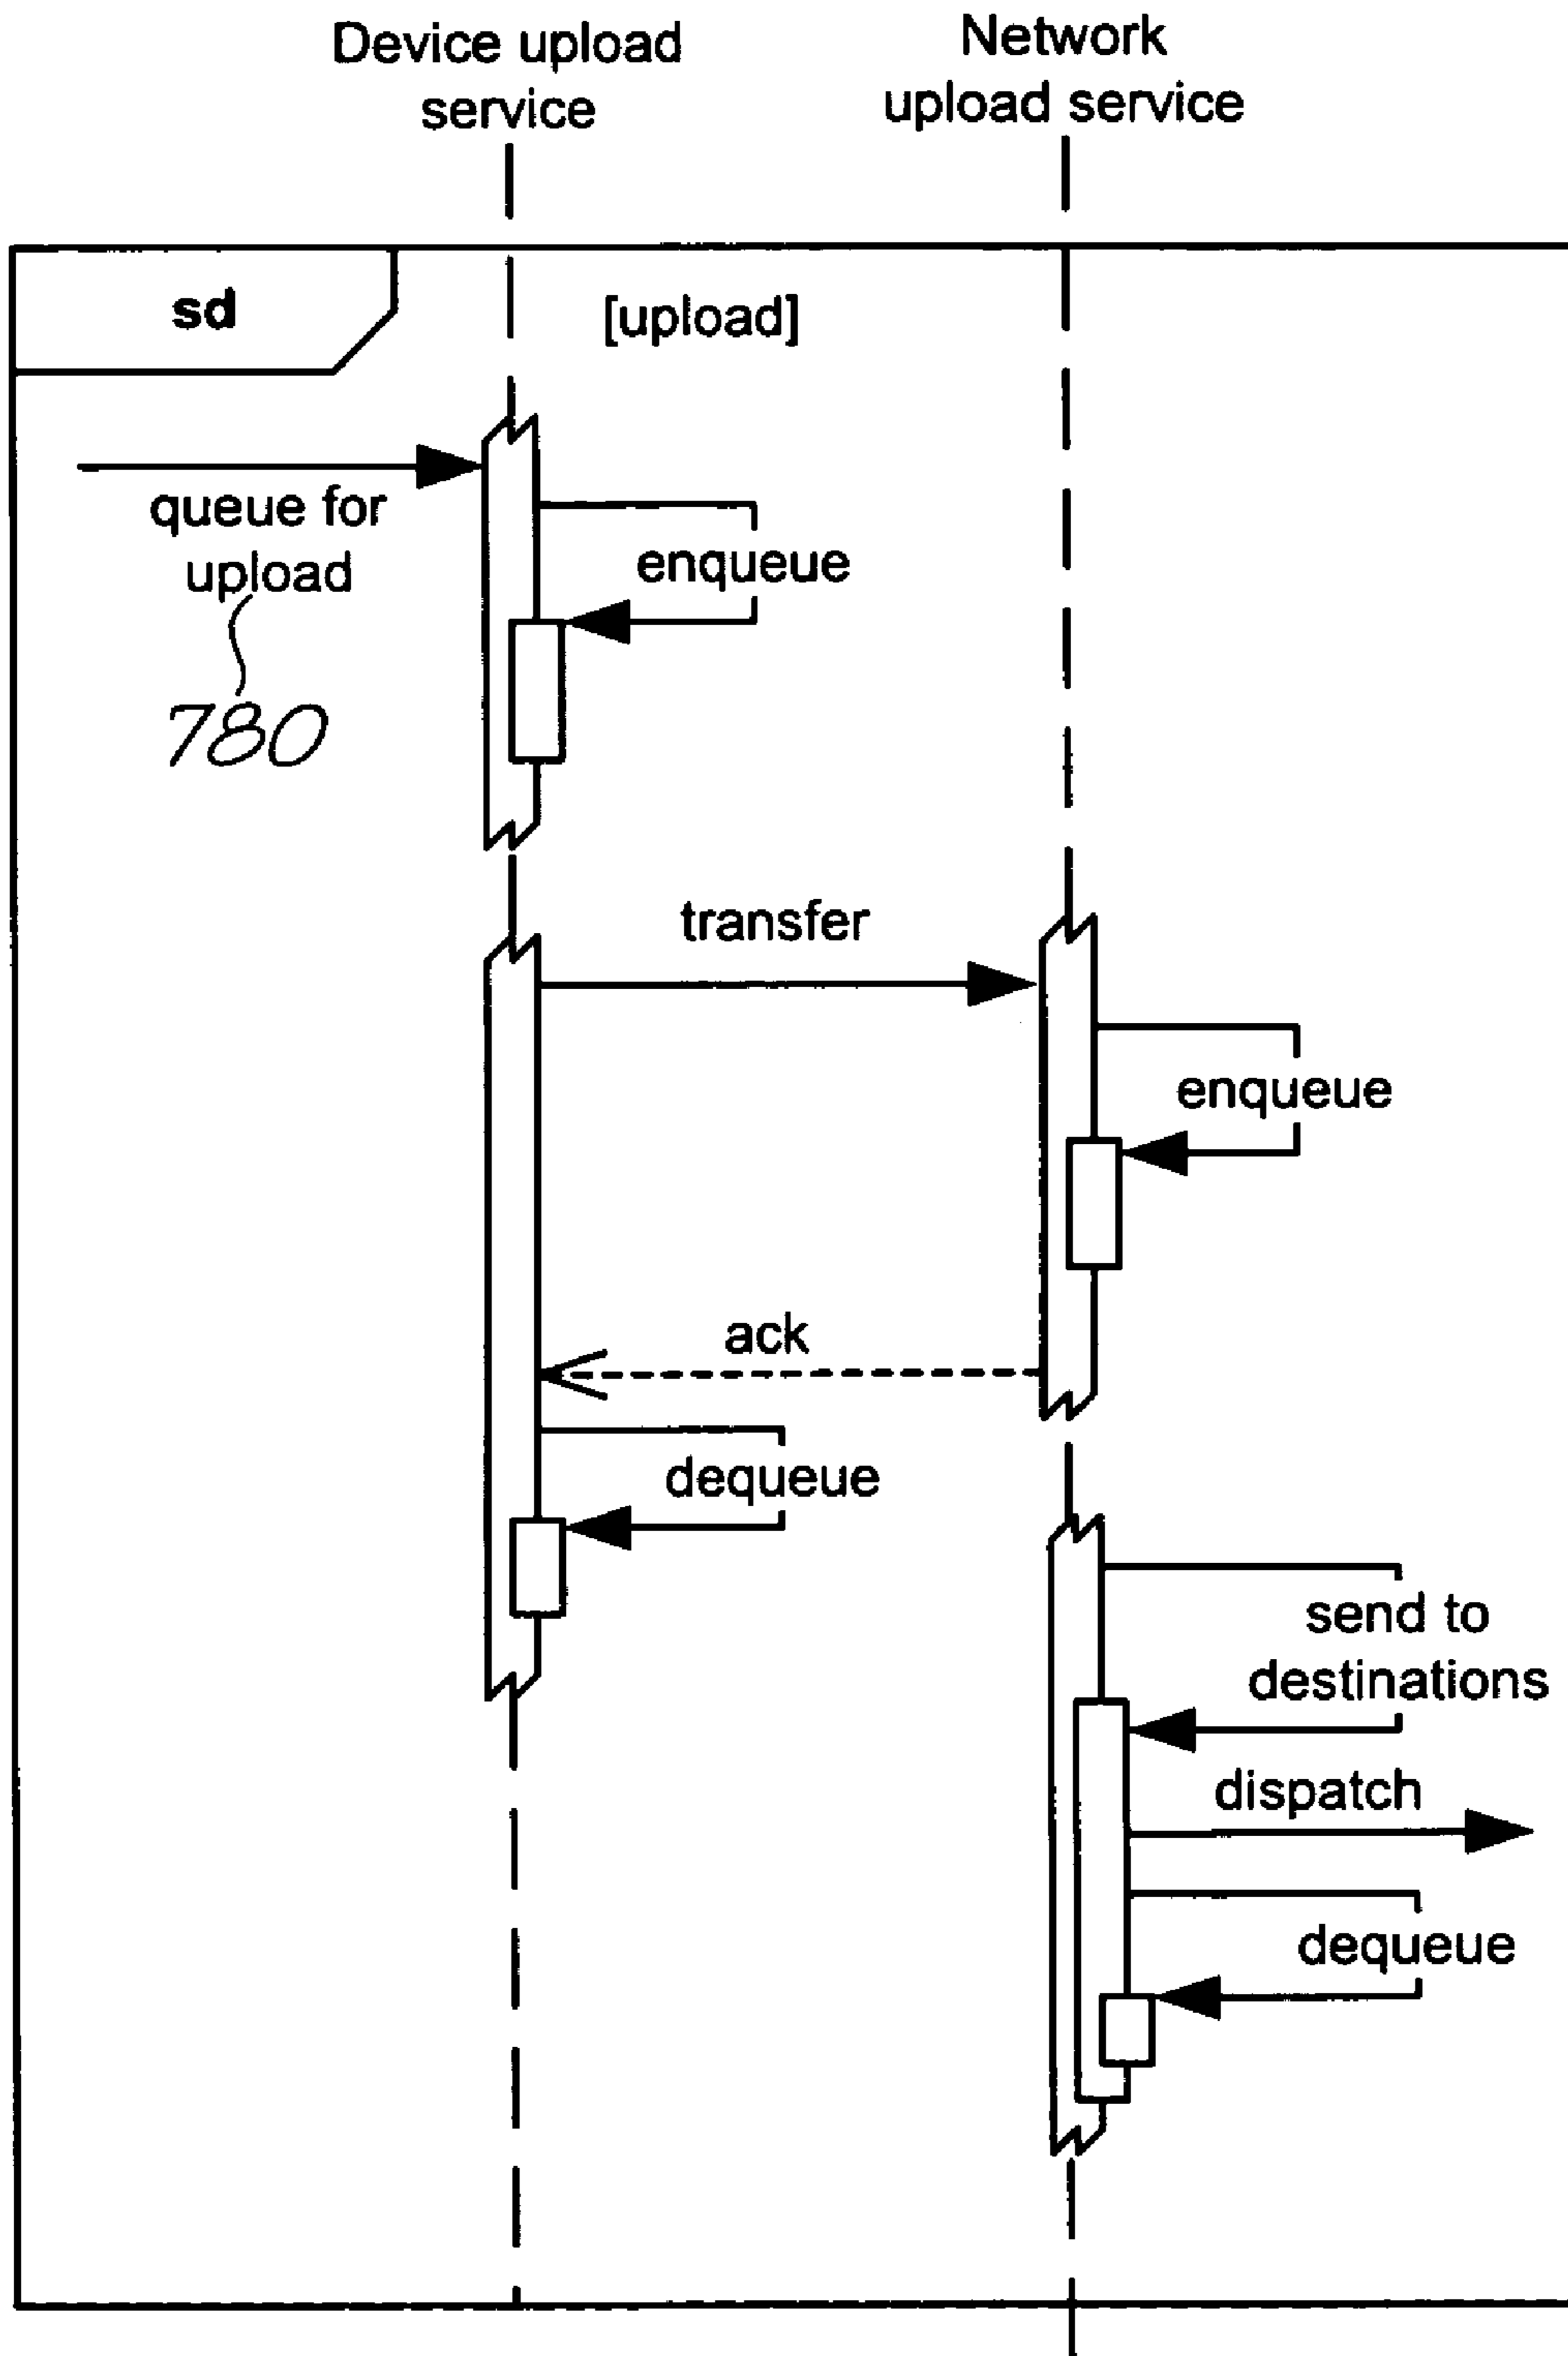 Device upload
service
Network
upload service
sd
[upload]
queue for
upload
780
enqueue
transfer
enqueue
ack
dequeue
send to
destinations
dispatch
dequeue